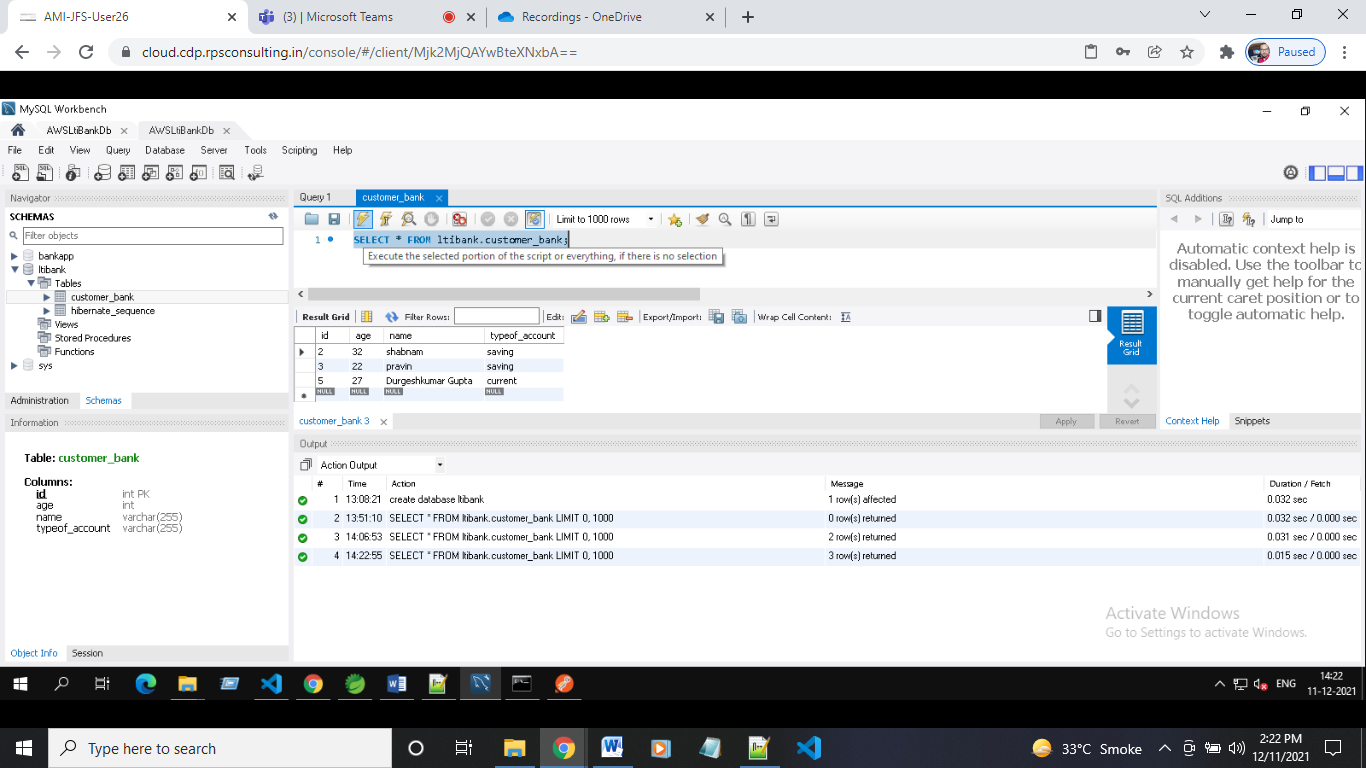 AMI-JFS-User26
(3) | Microsoft Teams
Recordings - OneDrive
cloud.cdp.rpsconsulting.in/console/#/client/Mjk2MjQAYwBteXNxbA==
Paused
MySQL Workbench
AWSLtiBankDb
AWSLtiBankDb
File Edit View Query Database Server Tools Scripting Help
Navigator
SCHEMAS
Filter objects
bankapp
ltibank
Tables
customer_bank
hibernate_sequence
Views
Stored Procedures
Functions
sys
Administration Schemas
Information
Table: customer_bank
Columns:
id int PK
age int
name varchar(255)
typeof_account varchar(255)
Object Info Session
Query 1 customer_bank
Limit to 1000 rows
1 SELECT * FROM ltibank.customer_bank;
Execute the selected portion of the script or everything, if there is no selection
Result Grid Filter Rows: Edit: Export/Import: Wrap Cell Content:
id age name typeof_account
2 32 shabnam saving
3 22 pravin saving
5 27 Durgeshkumar Gupta current
NULL NULL NULL NULL
Result
Grid
customer_bank 3
Apply Revert
SQL Additions
Jump to
Automatic context help is
disabled. Use the toolbar to
manually get help for the
current caret position or to
toggle automatic help.
Context Help Snippets
Output
Action Output
# Time Action Message Duration / Fetch
1 13:08:21 create database ltibank 1 row(s) affected 0.032 sec
2 13:51:10 SELECT * FROM ltibank.customer_bank LIMIT 0, 1000 0 row(s) returned 0.032 sec / 0.000 sec
3 14:06:53 SELECT * FROM ltibank.customer_bank LIMIT 0, 1000 2 row(s) returned 0.031 sec / 0.000 sec
4 14:22:55 SELECT * FROM ltibank.customer_bank LIMIT 0, 1000 3 row(s) returned 0.015 sec / 0.000 sec
Activate Windows
Go to Settings to activate Windows.
ENG
14:22
11-12-2021
Type here to search
33°C Smoke
2:22 PM
12/11/2021